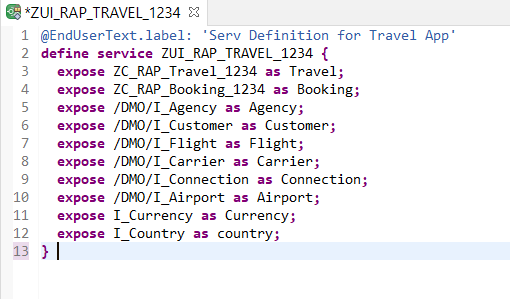 *ZUI_RAP_TRAVEL_1234
1 @EndUserText.label: 'Serv Definition for Travel App'
2 define service ZUI_RAP_TRAVEL_1234 {
3 expose ZC_RAP_Travel_1234 as Travel;
4 expose ZC_RAP_Booking_1234 as Booking;
5 expose /DMO/I_Agency as Agency;
6 expose /DMO/I_Customer as Customer;
7 expose /DMO/I_Flight as Flight;
8 expose /DMO/I_Carrier as Carrier;
9 expose /DMO/I_Connection as Connection;
10 expose /DMO/I_Airport as Airport;
11 expose I_Currency as Currency;
12 expose I_Country as country;
13 }